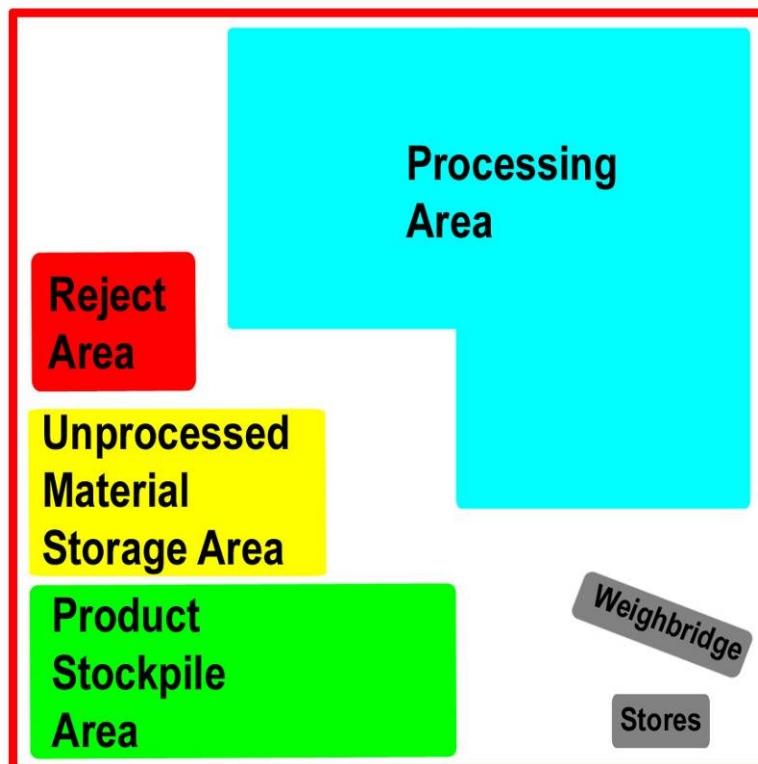 Processing
Area
Reject
Area
Unprocessed
Material
Storage Area
Product
Stockpile
Area
Weighbridge
Stores